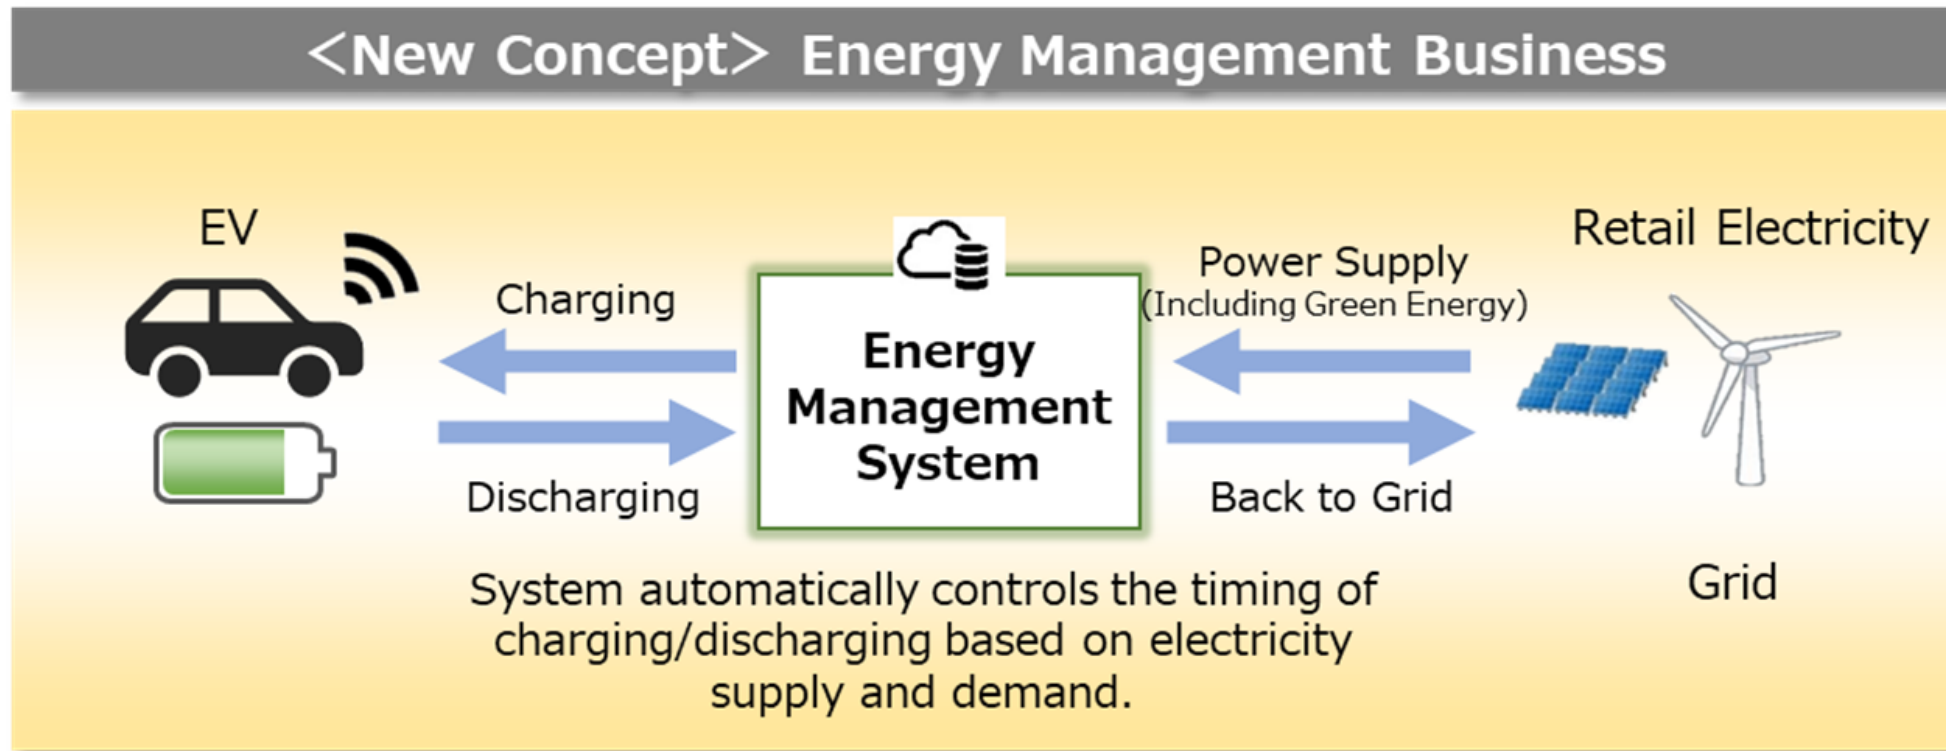 <New Concept> Energy Management Business
EV
Charging
Discharging
Energy
Management
System
Power Supply
(Including Green Energy)
Back to Grid
Retail Electricity
Grid
System automatically controls the timing of
charging/discharging based on electricity
supply and demand.